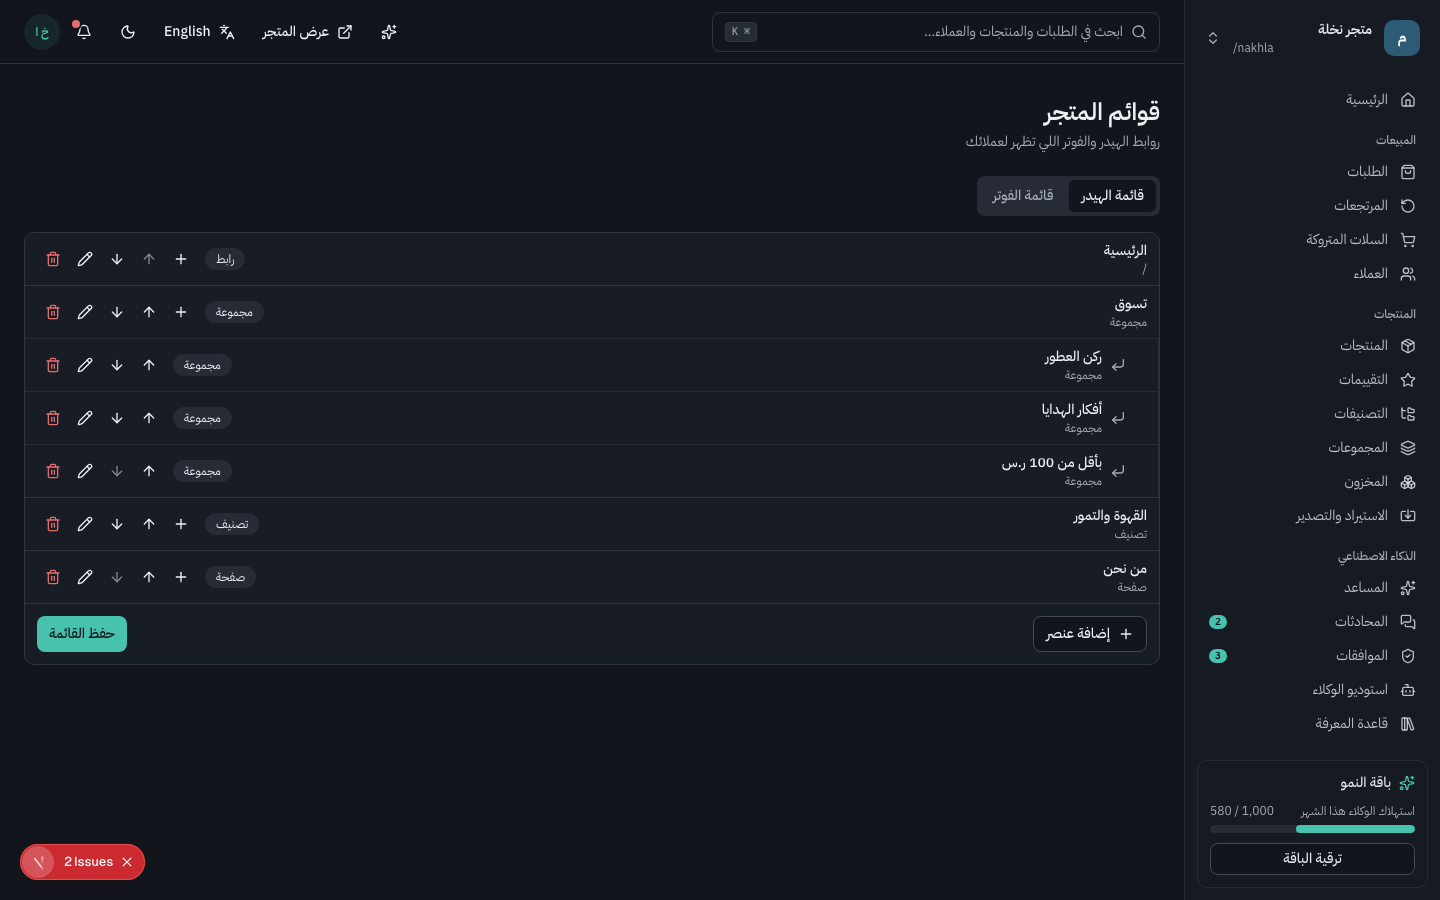 متجر نخلة
/nakhla
م
الرئيسية
المبيعات
الطلبات
المرتجعات
السلات المتروكة
العملاء
المنتجات
المنتجات
التقييمات
التصنيفات
المجموعات
المخزون
الاستيراد والتصدير
الذكاء الاصطناعي
المساعد
المحادثات 2
الموافقات 3
استوديو الوكلاء
قاعدة المعرفة
باقة النمو
استهلاك الوكلاء هذا الشهر 580 / 1,000
ترقية الباقة
ابحث في الطلبات والمنتجات والعملاء... ⌘ K
عرض المتجر
English
خ ا
قوائم المتجر
روابط الهيدر والفوتر اللي تظهر لعملائك
قائمة الهيدر
قائمة الفوتر
الرئيسية
/
رابط
تسوق
مجموعة
مجموعة
ركن العطور
مجموعة
مجموعة
أفكار الهدايا
مجموعة
مجموعة
بأقل من 100 ر.س
مجموعة
مجموعة
القهوة والتمور
تصنيف
تصنيف
من نحن
صفحة
صفحة
إضافة عنصر
حفظ القائمة
2 Issues